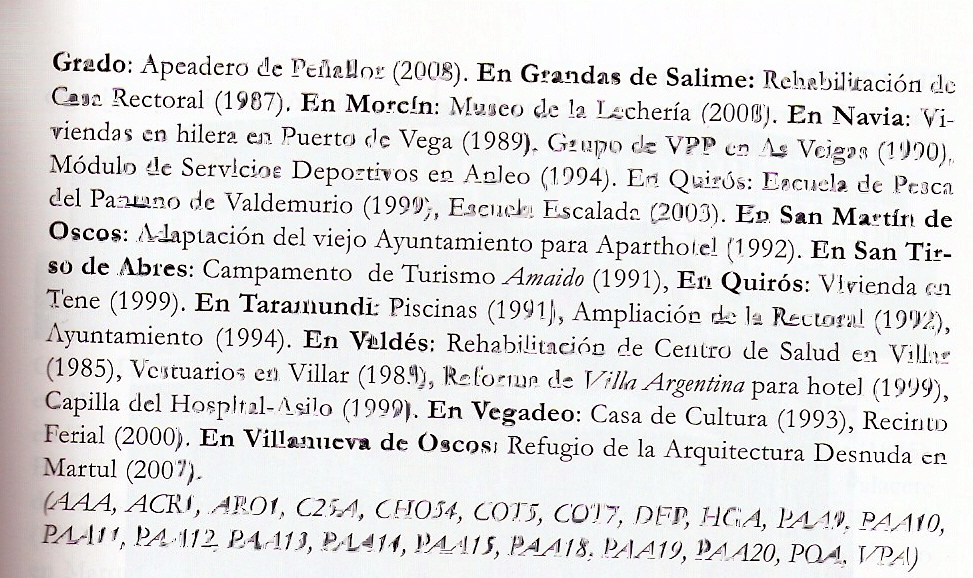 Grado: Apeadero de Peñaflor (2008). En Grandas de Salime: Rehabilitación de
Casa Rectoral (1987). En Morcín: Museo de la Lechería (2008). En Navia: Vi-
viendas en hilera en Puerto de Vega (1989). Grupo de VPP en As Veigas (1990),
Módulo de Servicios Deportivos en Anleo (1994). En Quirós: Escuela de Pesca
del Pantano de Valdemurio (1999), Escuela Escalada (2003). En San Martín de
Oscos: Adaptación del viejo Ayuntamiento para Aparthotel (1992). En San Tir-
so de Abres: Campamento de Turismo Amaido (1991), En Quirós: Vivienda en
Tene (1999). En Taramundi: Piscinas (1991), Ampliación de la Rectoral (1992),
Ayuntamiento (1994). En Valdés: Rehabilitación de Centro de Salud en Villar
(1985), Vestuarios en Villar (1989), Reforma de Villa Argentina para hotel (1999),
Capilla del Hospital-Asilo (1999). En Vegadeo: Casa de Cultura (1993), Recinto
Ferial (2000). En Villanueva de Oscos: Refugio de la Arquitectura Desnuda en
Martul (2007).
(AAA, ACR1, ARO1, C25A, CHO54, COT5, COT7, DFP, HGA, PAA9, PAA10,
PAA11, PAA12, PAA13, PAA14, PAA15, PAA18, PAA19, PAA20, POA, VPA)